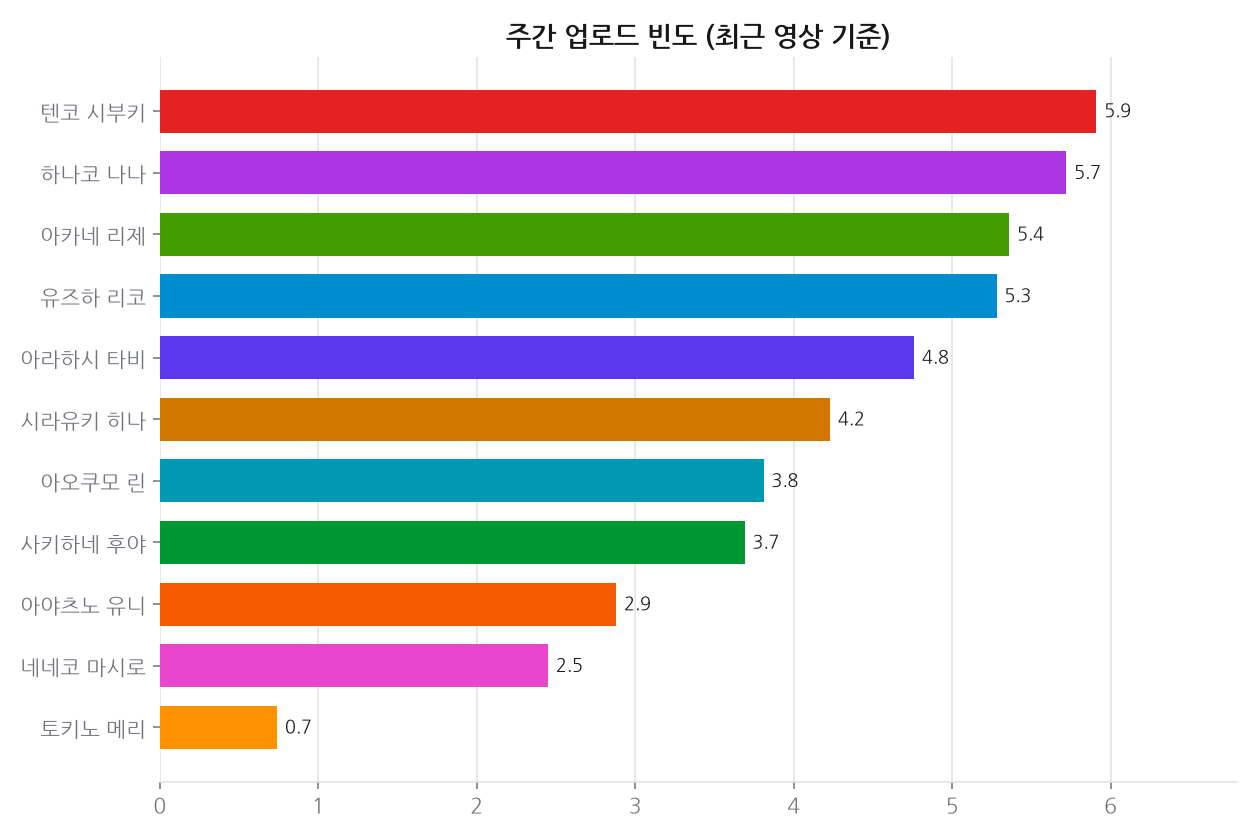 주간 업로드 빈도 (최근 영상 기준)
텐코 시부키 5.9
하나코 나나 5.7
아카네 리제 5.4
유즈하 리코 5.3
아라하시 타비 4.8
시라유키 히나 4.2
아오쿠모 린 3.8
사키하네 후야 3.7
아야츠노 유니 2.9
네네코 마시로 2.5
토키노 메리 0.7
0 1 2 3 4 5 6